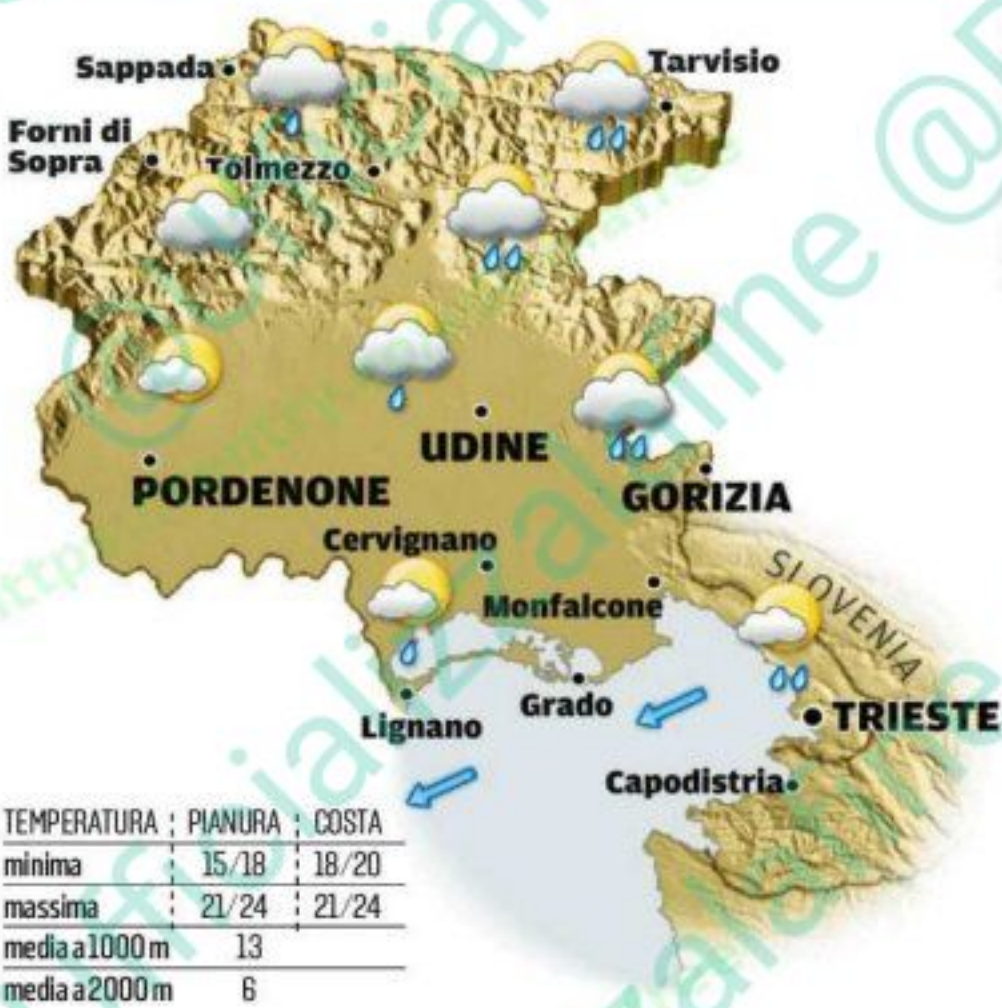 Sappada
Tarvisio
Forni di
Sopra
Tolmezzo
UDINE
PORDENONE
GORIZIA
Cervignano
SLOVENIA
Monfalcone
Grado
Lignano
TRIESTE
Capodistria
TEMPERATURA PIANURA COSTA
minima 15/18 18/20
massima 21/24 21/24
media a 1000 m 13
media a 2000 m 6